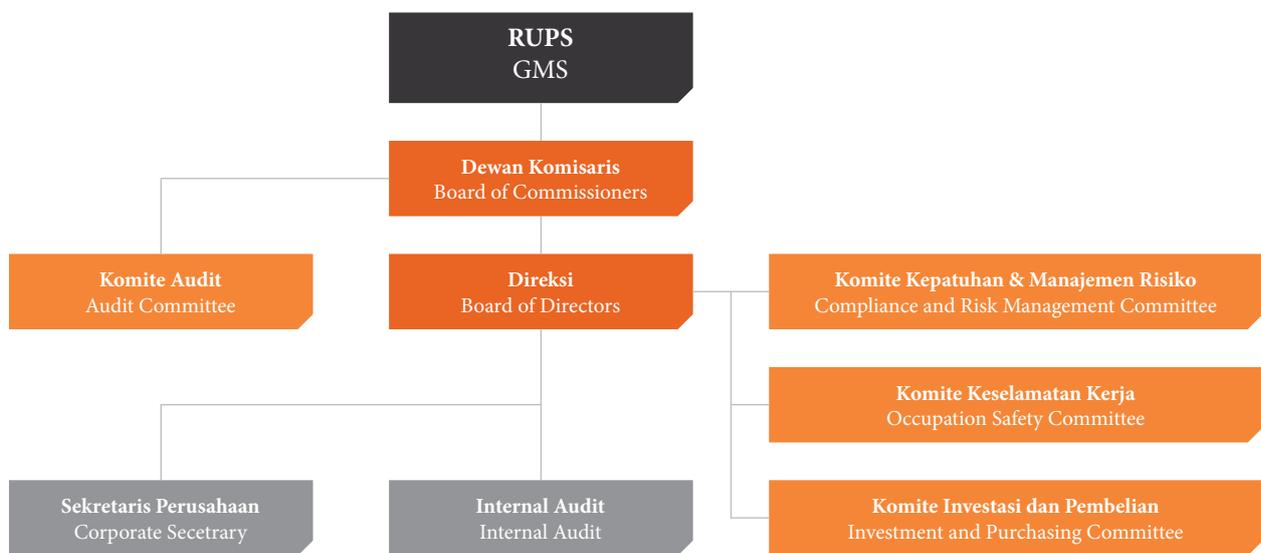 RUPS
GMS
Dewan Komisaris
Board of Commissioners
Komite Audit
Audit Committee
Direksi
Board of Directors
Komite Kepatuhan & Manajemen Risiko
Compliance and Risk Management Committee
Komite Keselamatan Kerja
Occupation Safety Committee
Sekretaris Perusahaan
Corporate Secetrary
Internal Audit
Internal Audit
Komite Investasi dan Pembelian
Investment and Purchasing Committee